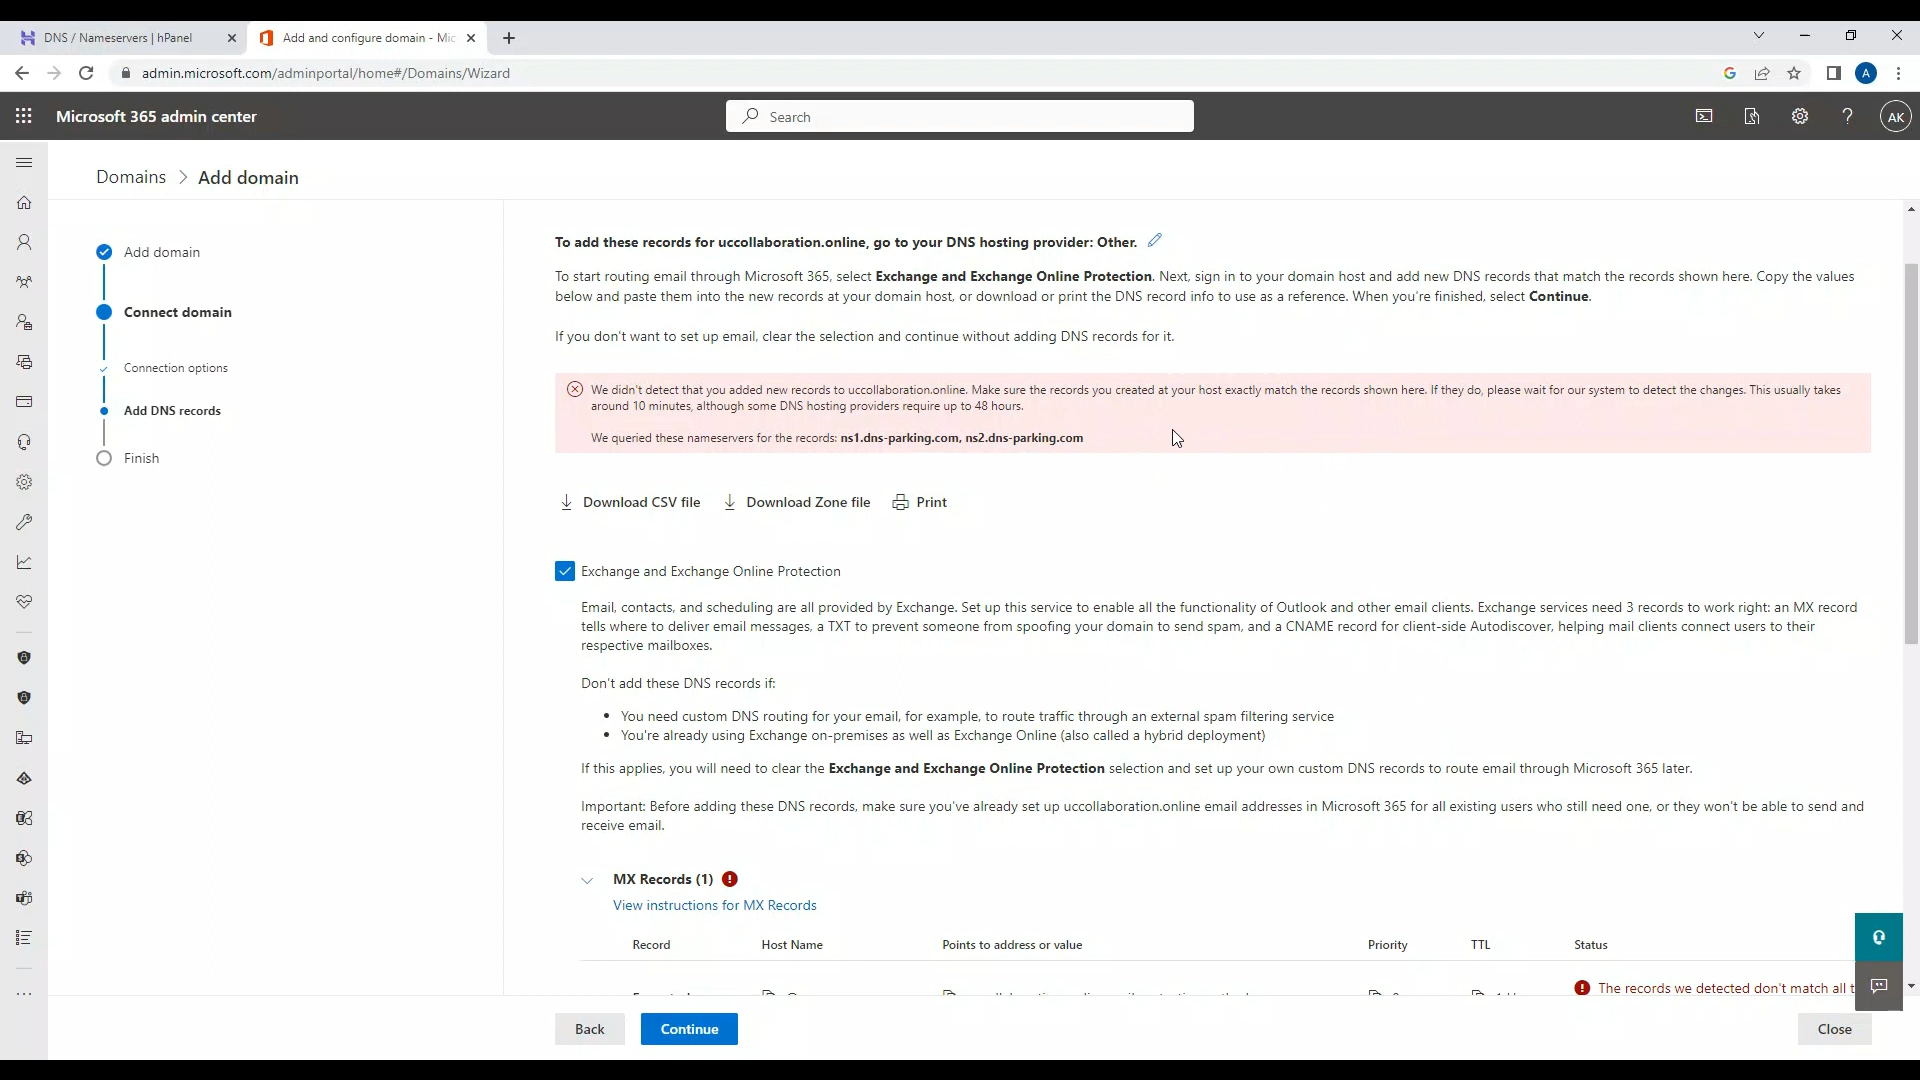 DNS / Nameservers | hPanel
Add and configure domain - Mic
admin.microsoft.com/adminportal/home#/Domains/Wizard
A
Microsoft 365 admin center
Search
AK
Domains > Add domain
Add domain
Connect domain
Connection options
Add DNS records
Finish
To add these records for uccollaboration.online, go to your DNS hosting provider: Other.
To start routing email through Microsoft 365, select Exchange and Exchange Online Protection. Next, sign in to your domain host and add new DNS records that match the records shown here. Copy the values
below and paste them into the new records at your domain host, or download or print the DNS record info to use as a reference. When you're finished, select Continue.
If you don't want to set up email, clear the selection and continue without adding DNS records for it.
We didn't detect that you added new records to uccollaboration.online. Make sure the records you created at your host exactly match the records shown here. If they do, please wait for our system to detect the changes. This usually takes
around 10 minutes, although some DNS hosting providers require up to 48 hours.
We queried these nameservers for the records: ns1.dns-parking.com, ns2.dns-parking.com
Download CSV file Download Zone file Print
Exchange and Exchange Online Protection
Email, contacts, and scheduling are all provided by Exchange. Set up this service to enable all the functionality of Outlook and other email clients. Exchange services need 3 records to work right: an MX record
tells where to deliver email messages, a TXT to prevent someone from spoofing your domain to send spam, and a CNAME record for client-side Autodiscover, helping mail clients connect users to their
respective mailboxes.
Don't add these DNS records if:
• You need custom DNS routing for your email, for example, to route traffic through an external spam filtering service
• You're already using Exchange on-premises as well as Exchange Online (also called a hybrid deployment)
If this applies, you will need to clear the Exchange and Exchange Online Protection selection and set up your own custom DNS records to route email through Microsoft 365 later.
Important: Before adding these DNS records, make sure you've already set up uccollaboration.online email addresses in Microsoft 365 for all existing users who still need one, or they won't be able to send and
receive email.
MX Records (1)
View instructions for MX Records
Record Host Name Points to address or value Priority TTL Status
The records we detected don't match all
Back Continue Close